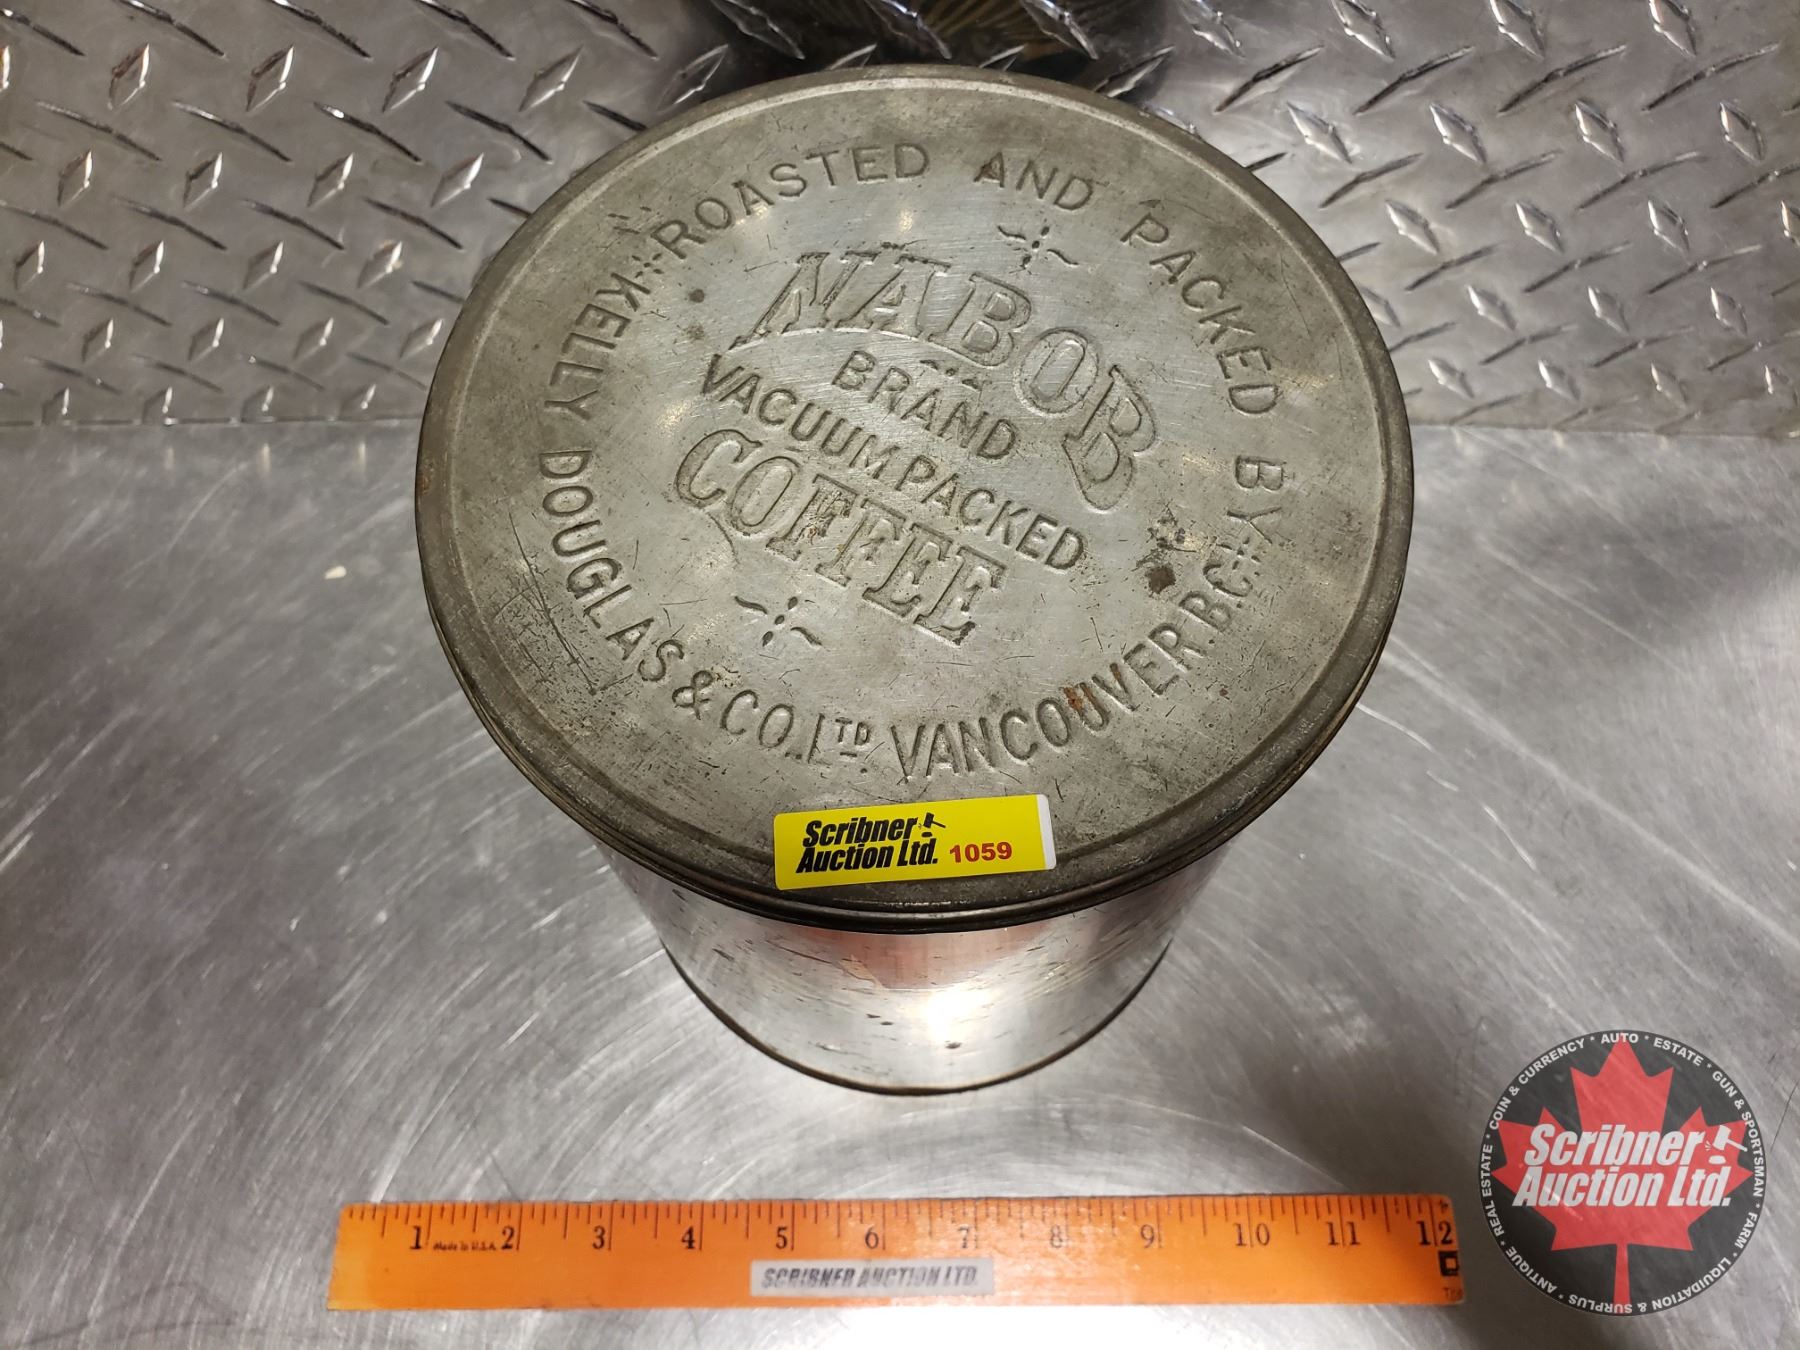 ROASTED AND PACKED BY
KELLY DOUGLAS & CO. LTD. VANCOUVER. B.C.
NABOB
BRAND
VACUUM PACKED
COFFEE
Scribner
Auction Ltd. 1059
1 2 3 4 5 6 7 8 9 10 11 12
Made in U.S.A.
SCRIBNER AUCTION LTD.
COIN & CURRENCY * AUTO * ESTATE * GUN & SPORTSMAN * FARM * LIQUIDATION & SURPLUS * ANTIQUE * REAL ESTATE *
Scribner
Auction Ltd.